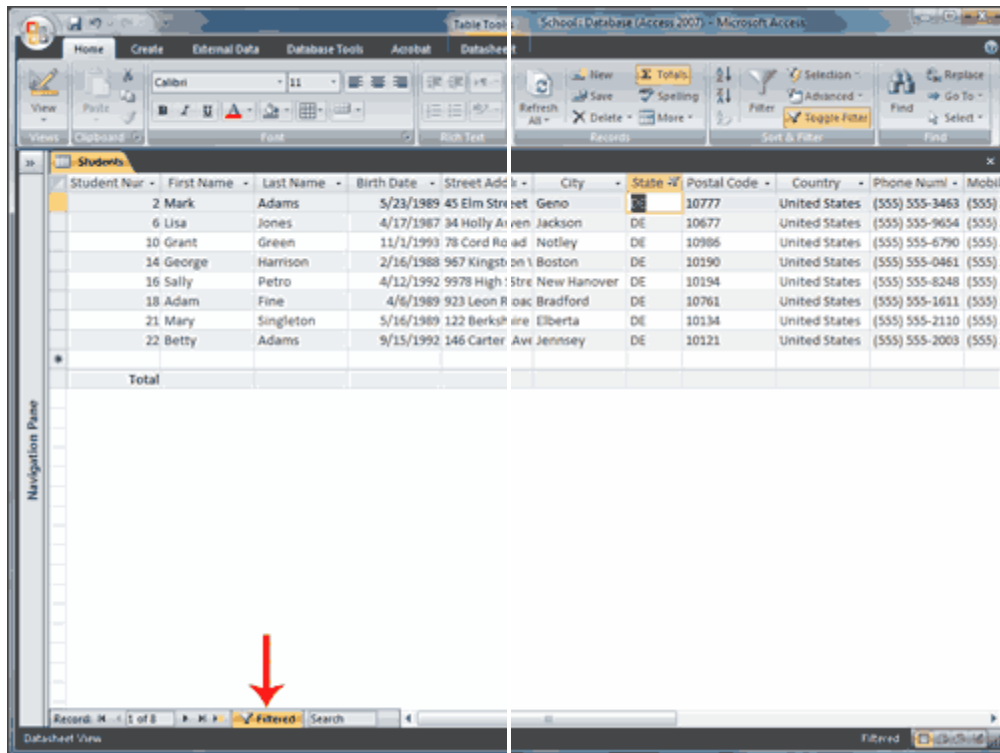 Table Tools School : Database (Access 2007) - Microsoft Access
Home Create External Data Database Tools Acrobat Datasheet
Calibri 11 New Totals Selection Replace
View Paste Save Spelling Advanced Go To
B I U Refresh All Delete More Filter Toggle Filter Find Select
Views Clipboard Font Rich Text Records Sort & Filter Find
Students
Student Nur First Name Last Name Birth Date Street Add City State Postal Code Country Phone Numl Mobil
2 Mark Adams 5/23/1989 45 Elm Street Geno DE 10777 United States (555) 555-3463 (555)
6 Lisa Jones 4/17/1987 34 Holly Aven Jackson DE 10677 United States (555) 555-9654 (555)
10 Grant Green 11/1/1993 78 Cord Road Notley DE 10986 United States (555) 555-6790 (555)
14 George Harrison 2/16/1988 967 Kingston Boston DE 10190 United States (555) 555-0461 (555)
16 Sally Petro 4/12/1992 9978 High Stre New Hanover DE 10194 United States (555) 555-8248 (555)
18 Adam Fine 4/6/1989 923 Leon Road Bradford DE 10761 United States (555) 555-1611 (555)
21 Mary Singleton 5/16/1989 122 Berkshire Elberta DE 10134 United States (555) 555-2110 (555)
22 Betty Adams 9/15/1992 146 Carter Ave Jennsey DE 10121 United States (555) 555-2003 (555)
Total
Navigation Pane
Record: 1 of 8 Filtered Search
Datasheet View Filtered